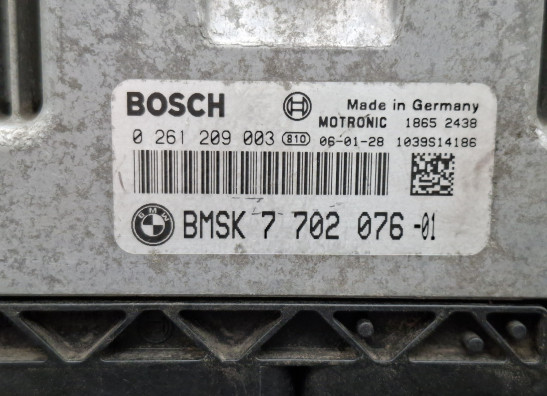 BOSCH Made in Germany
MOTRONIC 1865 2438
0 261 209 003 810 06-01-28 1039S14186
BMW BMSK 7 702 076 -01